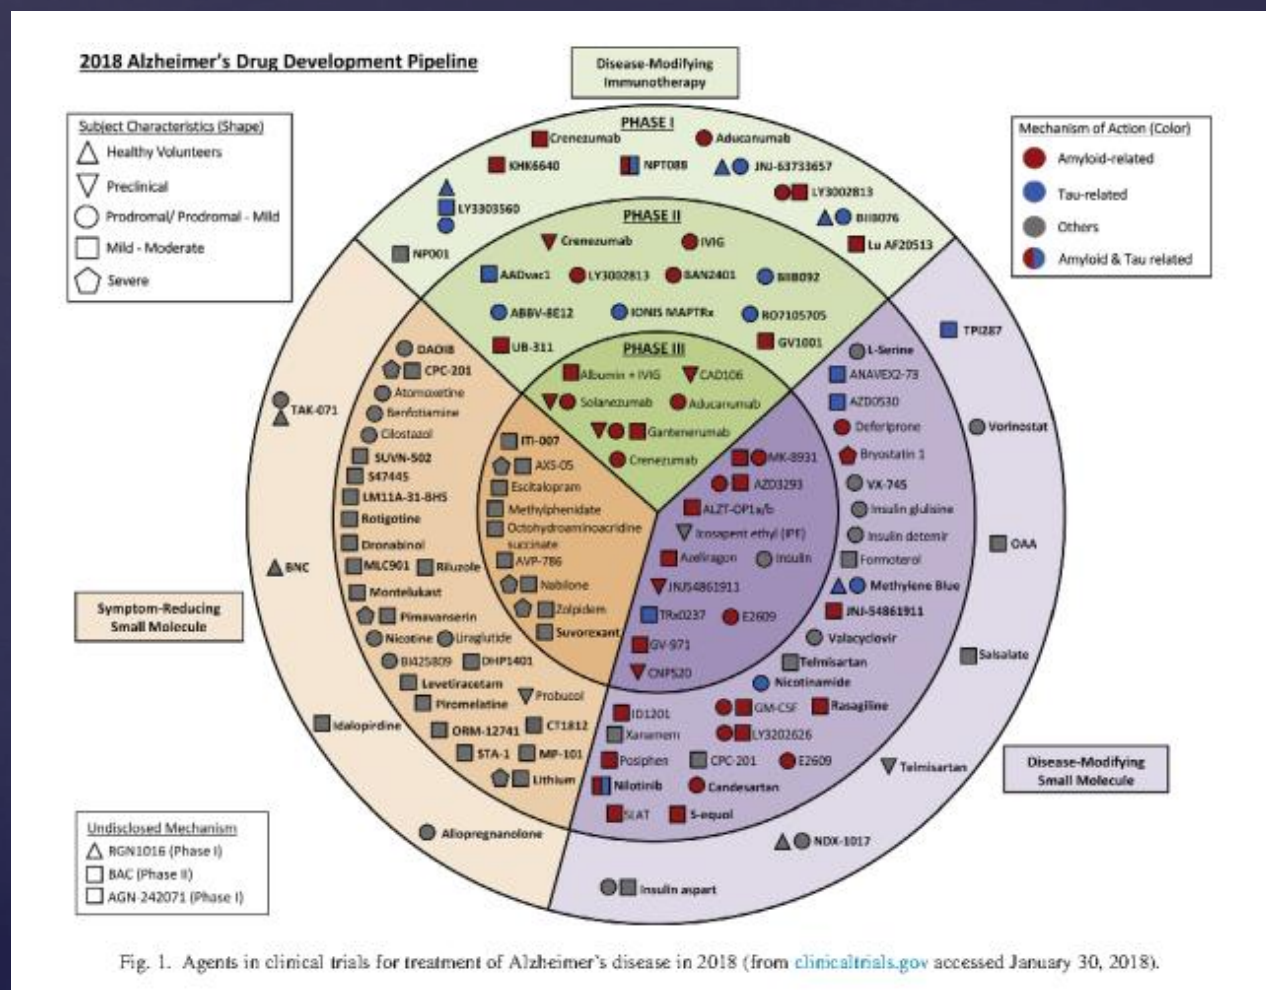 2018 Alzheimer's Drug Development Pipeline
Disease-Modifying
Immunotherapy
Subject Characteristics (Shape)
Healthy Volunteers
Preclinical
Prodromal/ Prodromal - Mild
Mild - Moderate
Severe
Mechanism of Action (Color)
Amyloid-related
Tau-related
Others
Amyloid & Tau related
PHASE I
Crenezumab
Aducanumab
KHK6640
NPT088
JNJ-63733657
LY3002813
LY3303560
BIIB076
NP001
Lu AF20513
PHASE II
Crenezumab
IVIG
AADvac1
LY3002813
BAN2401
BIIB092
ABBV-8E12
IONIS MAPTRx
RO7105705
UB-311
GV1001
PHASE III
Albumin + IVIG
CAD106
Solanezumab
Aducanumab
Gantenerumab
Crenezumab
TAK-071
BNC
Idalopirdine
Allopregnanolone
DAOIB
CPC-201
Atomoxetine
Benfotiamine
Cilostazol
SUVN-502
S47445
LM11A-31-BHS
Rotigotine
Dronabinol
MLC901
Riluzole
Montelukast
Pimavanserin
Nicotine
Liraglutide
BI425809
DHP1401
Levetiracetam
Piromelatine
Probucol
ORM-12741
CT1812
STA-1
MP-101
Lithium
ITI-007
AXS-05
Escitalopram
Methylphenidate
Octohydroaminoacridine
succinate
AVP-786
Nabilone
Zolpidem
Suvorexant
MK-8931
AZD3293
ALZT-OP1a/b
Icosapent ethyl (IPE)
Azeliragon
Insulin
JNJ54861911
TRx0237
E2609
GV-971
CNP520
L-Serine
ANAVEX2-73
AZD0530
Deferiprone
Bryostatin 1
VX-745
Insulin glulisine
Insulin detemir
Formoterol
Methylene Blue
JNJ-54861911
Valacyclovir
Telmisartan
Nicotinamide
ID1201
GM-CSF
Rasagiline
Xanamem
LY3202626
Posiphen
CPC-201
E2609
Nilotinib
Candesartan
SLAT
S-equol
TPI287
Vorinostat
OAA
Salsalate
Telmisartan
NDX-1017
Insulin aspart
Symptom-Reducing
Small Molecule
Disease-Modifying
Small Molecule
Undisclosed Mechanism
RGN1016 (Phase I)
BAC (Phase II)
AGN-242071 (Phase I)
Fig. 1. Agents in clinical trials for treatment of Alzheimer's disease in 2018 (from clinicaltrials.gov accessed January 30, 2018).